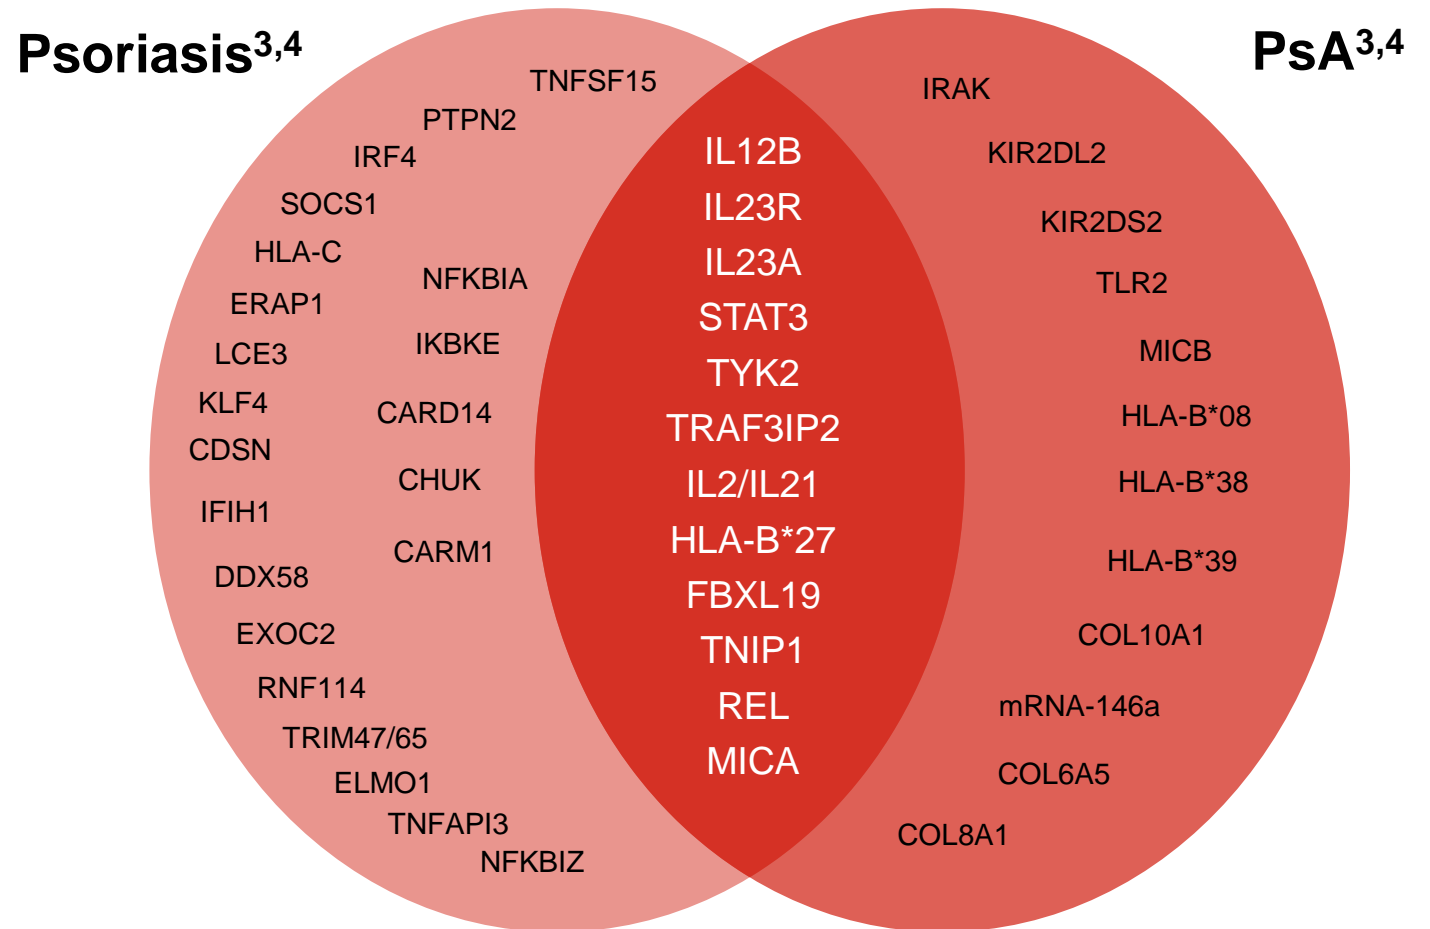 Psoriasis3,4
PsA3,4
TNFSF15
PTPN2
IRF4
SOCS1
HLA-C
ERAP1
LCE3
KLF4
CDSN
IFIH1
DDX58
EXOC2
RNF114
TRIM47/65
ELMO1
TNFAPI3
NFKBIZ
NFKBIA
IKBKE
CARD14
CHUK
CARM1
IL12B
IL23R
IL23A
STAT3
TYK2
TRAF3IP2
IL2/IL21
HLA-B*27
FBXL19
TNIP1
REL
MICA
IRAK
KIR2DL2
KIR2DS2
TLR2
MICB
HLA-B*08
HLA-B*38
HLA-B*39
COL10A1
mRNA-146a
COL6A5
COL8A1